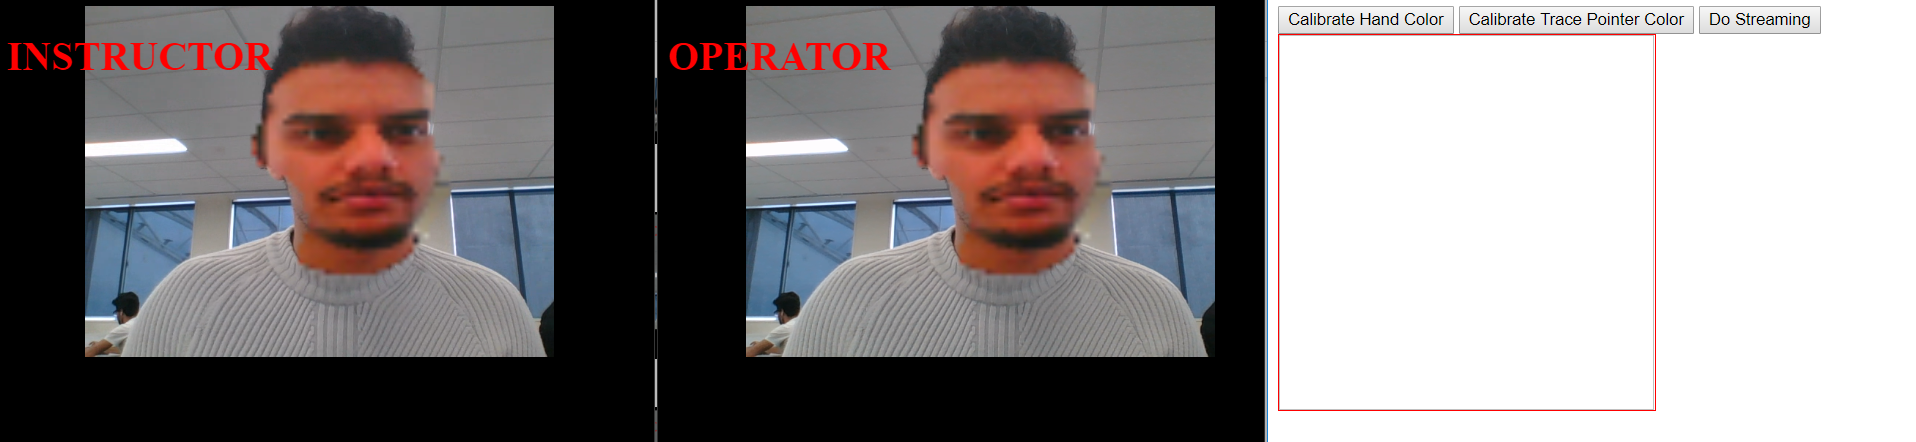 INSTRUCTOR
OPERATOR
Calibrate Hand Color Calibrate Trace Pointer Color Do Streaming